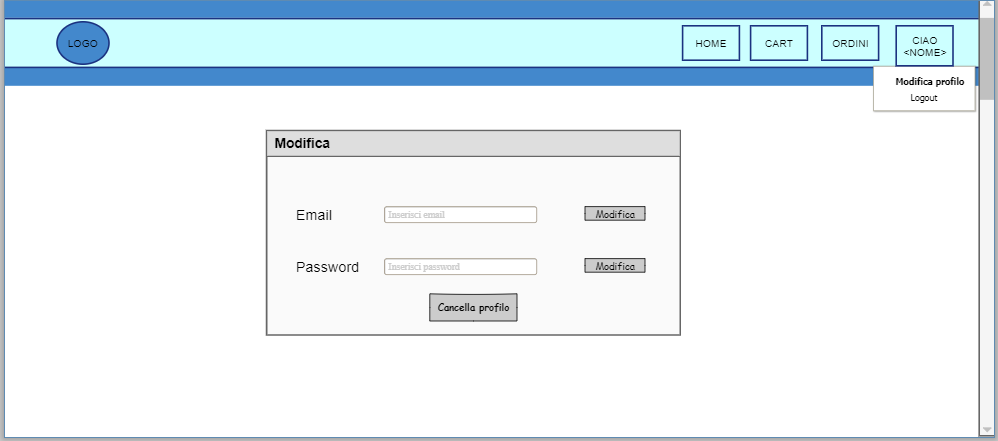 LOGO
HOME
CART
ORDINI
CIAO
<NOME>
Modifica profilo
Logout
Modifica
Email
Inserisci email
Modifica
Password
Inserisci password
Modifica
Cancella profilo